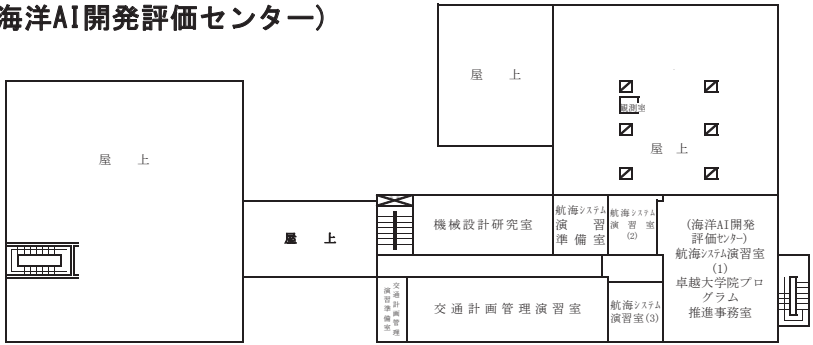 海洋AI開発評価センター)
屋 上
観測室
屋 上
屋 上
屋 上
機械設計研究室
航海システム
演習
準備室
航海システム
演習室
(2)
(海洋AI開発
評価センター)
航海システム演習室
(1)
卓越大学院プロ
グラム
推進事務室
交通計画管理
演習準備室
交通計画管理演習室
航海システム
演習室(3)